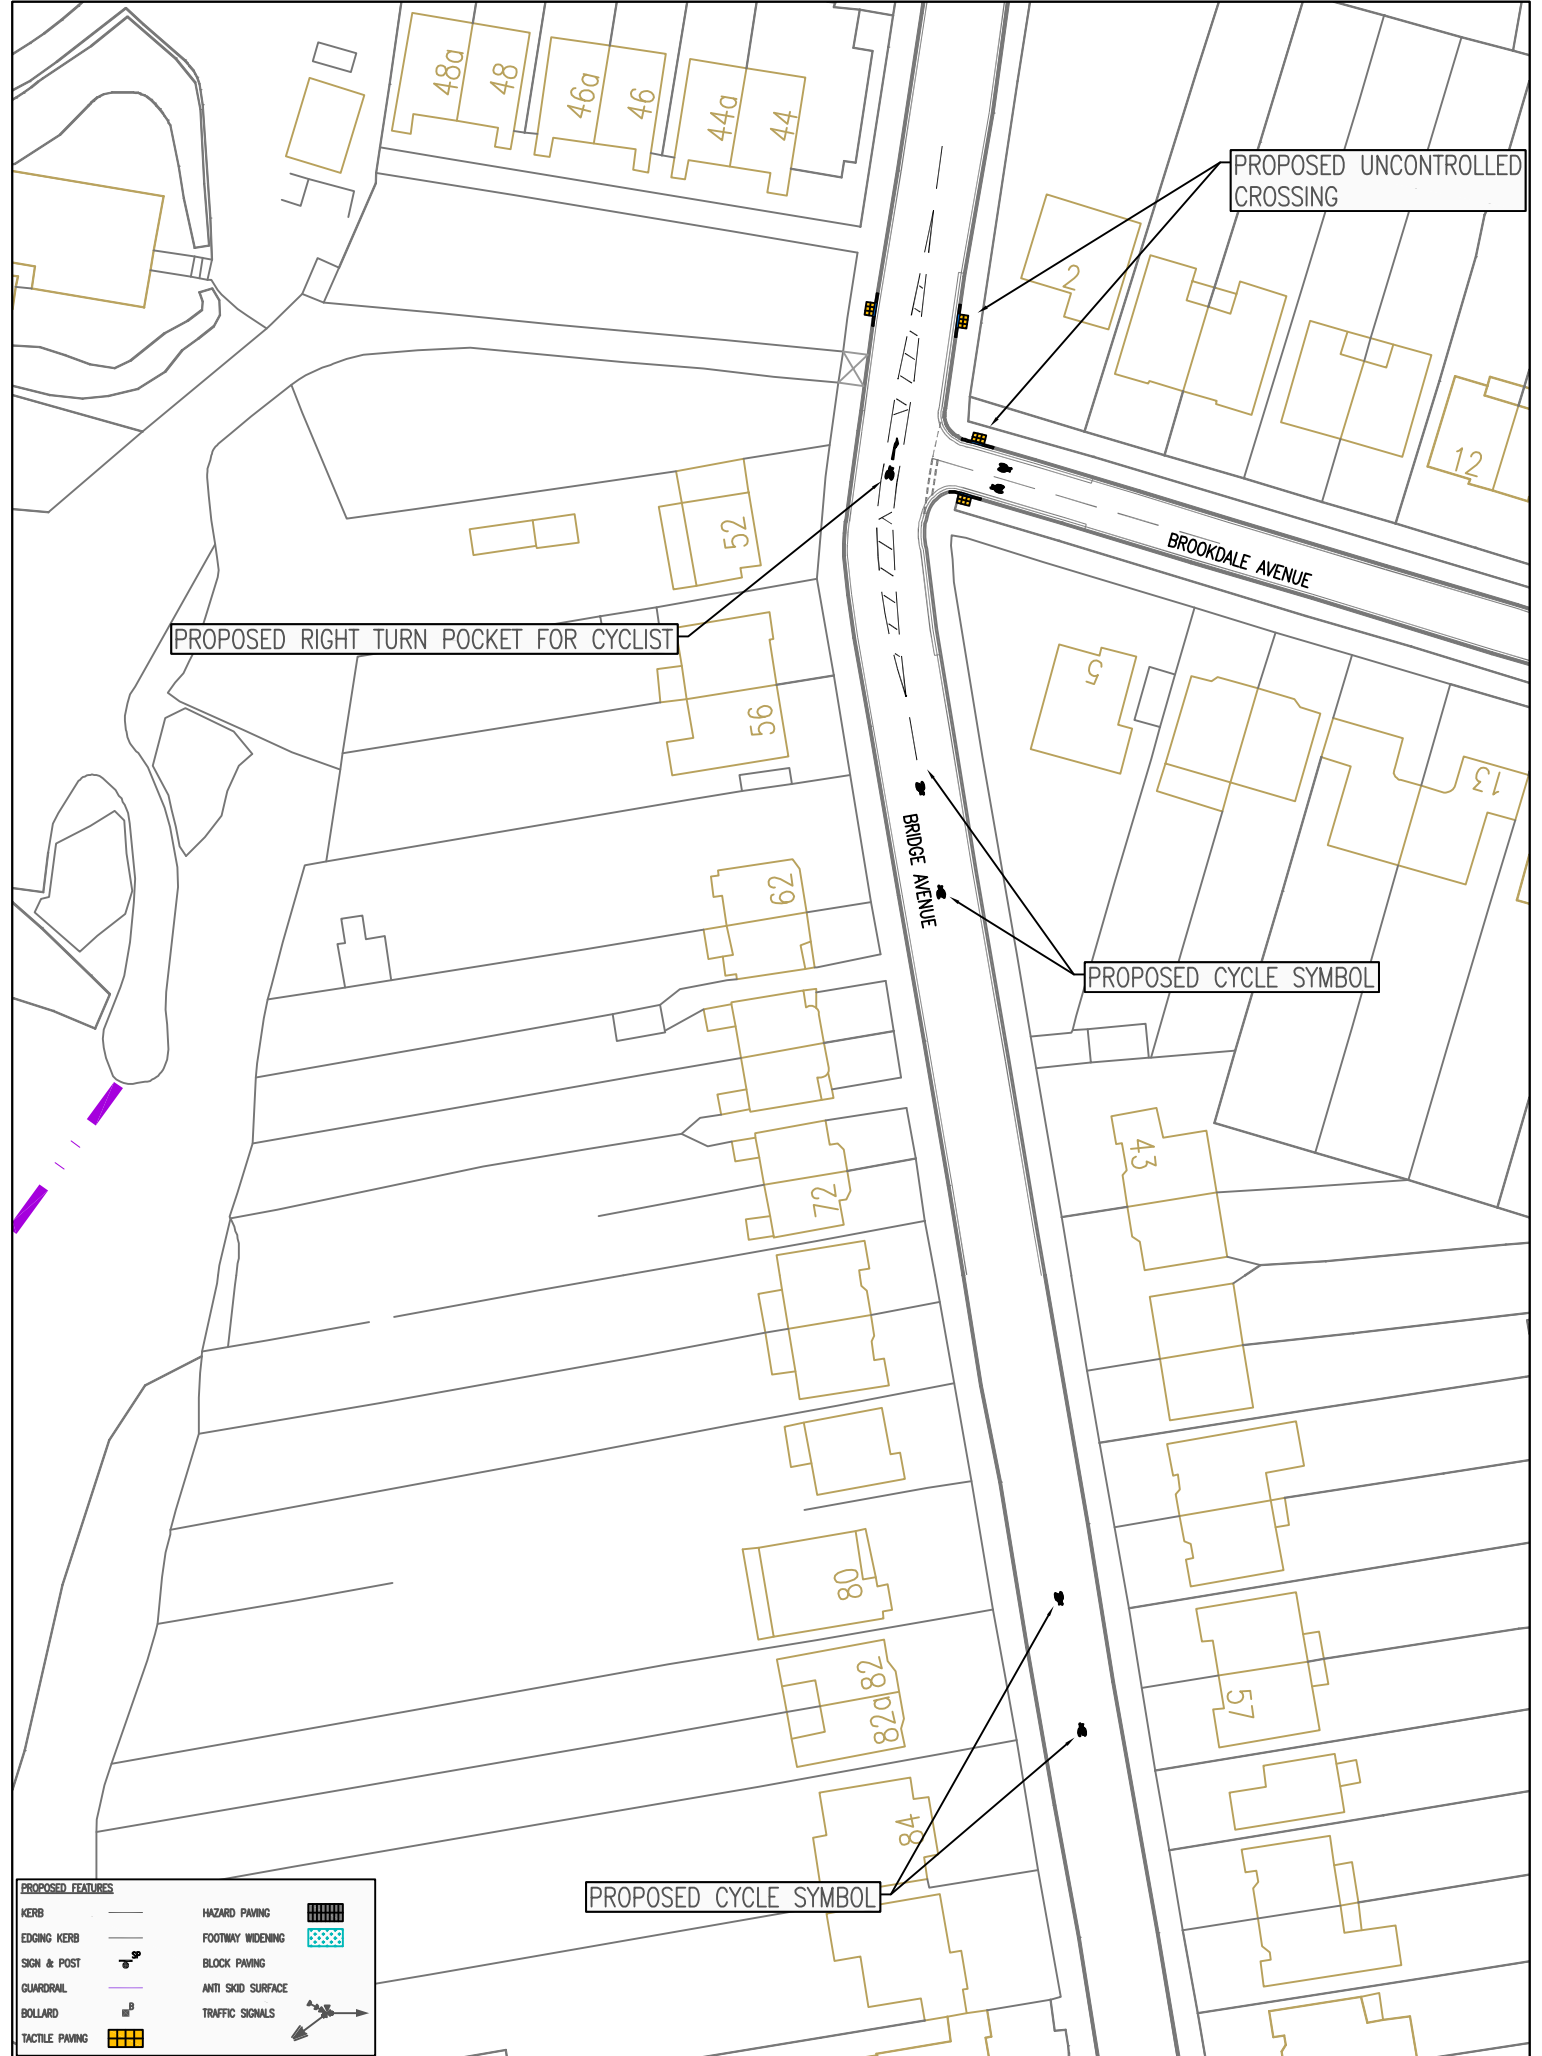 48a
48
46a
46
44a
44
PROPOSED UNCONTROLLED
CROSSING
2
12
52
BROOKDALE AVENUE
PROPOSED RIGHT TURN POCKET FOR CYCLIST
5
56
13
BRIDGE AVENUE
62
PROPOSED CYCLE SYMBOL
43
72
80
82
82a
57
84
PROPOSED CYCLE SYMBOL
PROPOSED FEATURES
KERB
EDGING KERB
SIGN & POST SP
GUARDRAIL
BOLLARD B
TACTILE PAVING
HAZARD PAVING
FOOTWAY WIDENING
BLOCK PAVING
ANTI SKID SURFACE
TRAFFIC SIGNALS